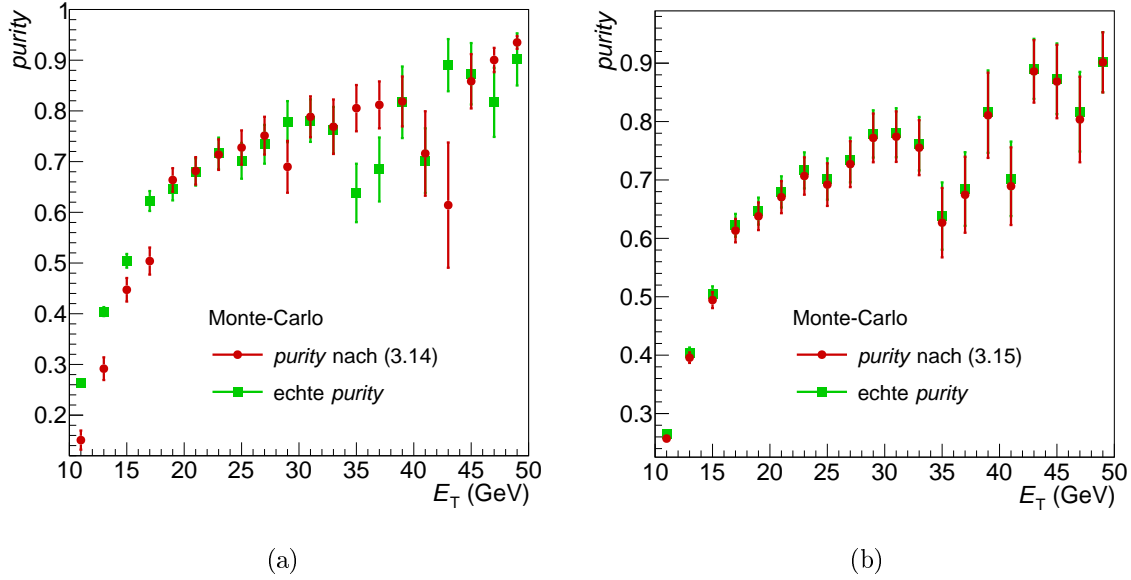 purity
1
0.9
0.8
0.7
0.6
0.5
0.4
0.3
0.2
Monte-Carlo
purity nach (3.14)
echte purity
10 15 20 25 30 35 40 45 50
E_T (GeV)
(a)
purity
0.9
0.8
0.7
0.6
0.5
0.4
0.3
Monte-Carlo
purity nach (3.15)
echte purity
10 15 20 25 30 35 40 45 50
E_T (GeV)
(b)